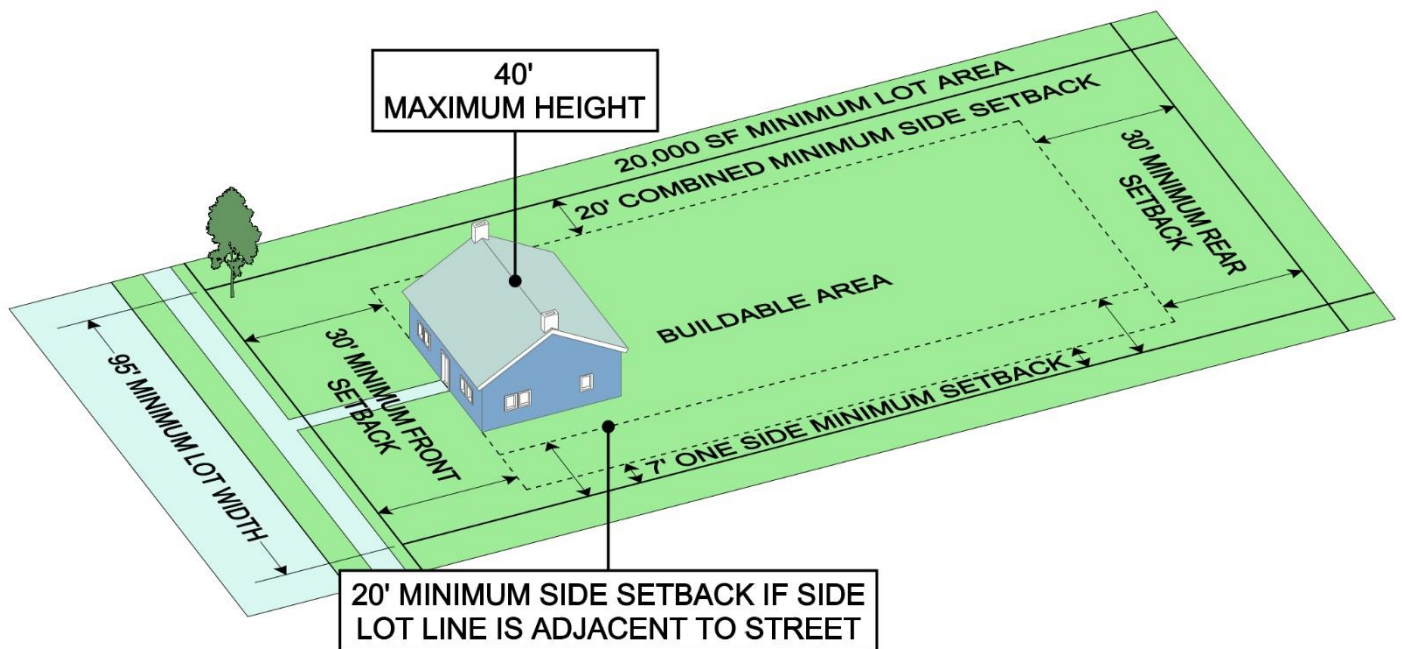 40'
MAXIMUM HEIGHT
20,000 SF MINIMUM LOT AREA
20' COMBINED MINIMUM SIDE SETBACK
30' MINIMUM REAR
SETBACK
BUILDABLE AREA
30' MINIMUM FRONT
SETBACK
95' MINIMUM LOT WIDTH
7' ONE SIDE MINIMUM SETBACK
20' MINIMUM SIDE SETBACK IF SIDE
LOT LINE IS ADJACENT TO STREET